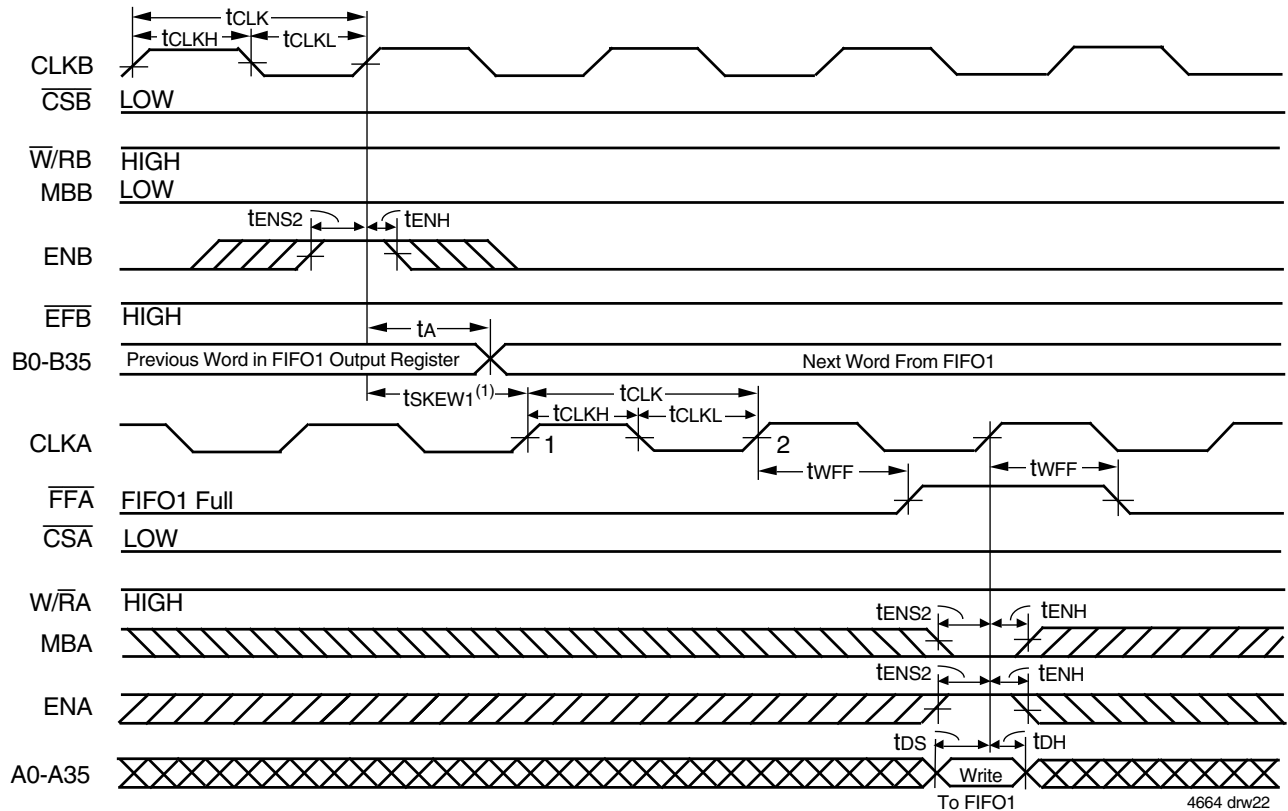 tCLK
tCLKH tCLKL
CLKB
CSB LOW
W/RB HIGH
MBB LOW
tENS2 tENH
ENB
EFB HIGH
tA
B0-B35 Previous Word in FIFO1 Output Register Next Word From FIFO1
tSKEW1(1) tCLK
tCLKH tCLKL
CLKA 1 2
tWFF tWFF
FFA FIFO1 Full
CSA LOW
W/RA HIGH
tENS2 tENH
MBA
tENS2 tENH
ENA
tDS tDH
A0-A35 Write
To FIFO1 4664 drw22